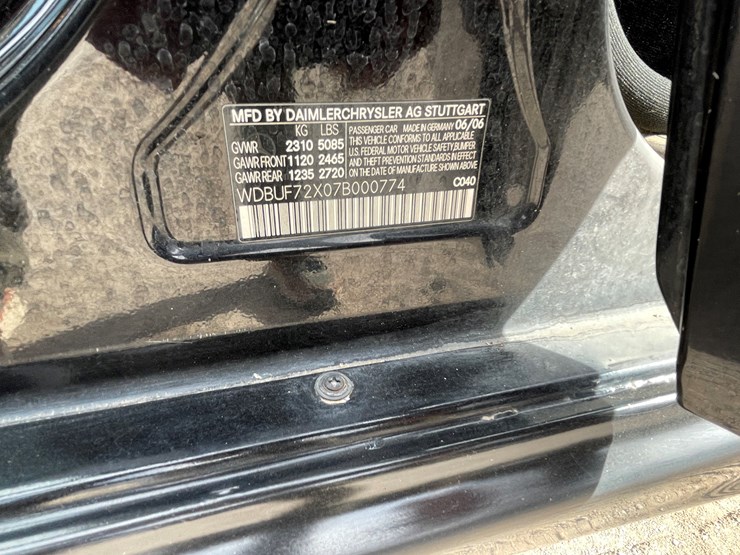 MFD BY DAIMLERCHRYSLER AG STUTTGART
KG LBS
GVWR 2310 5085
GAWR FRONT 1120 2465
GAWR REAR 1235 2720
PASSENGER CAR MADE IN GERMANY 06/06
THIS VEHICLE CONFORMS TO ALL APPLICABLE
U.S. FEDERAL MOTOR VEHICLE SAFETY, BUMPER
AND THEFT PREVENTION STANDARDS IN EFFECT
ON THE DATE OF MANUFACTURE SHOWN ABOVE
WDBUF72X07B000774 C040